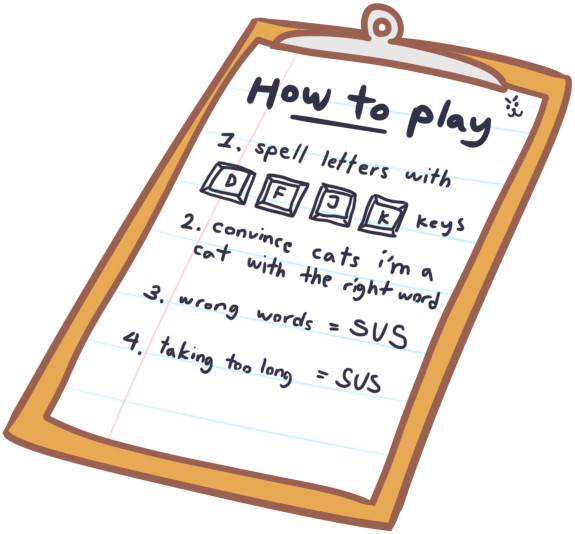 How to play
1. spell letters with
D F J K keys
2. convince cats i'm a
cat with the right word
3. wrong words = SUS
4. taking too long = SUS